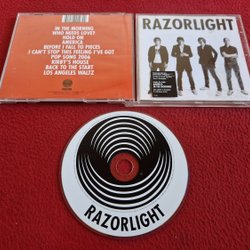 IN THE MORNING
WHO NEEDS LOVE?
HOLD ON
AMERICA
BEFORE I FALL TO PIECES
I CAN'T STOP THIS FEELING I'VE GOT
POP SONG 2006
KIRBY'S HOUSE
BACK TO THE START
LOS ANGELES WALTZ
RAZORLIGHT
RAZORLIGHT